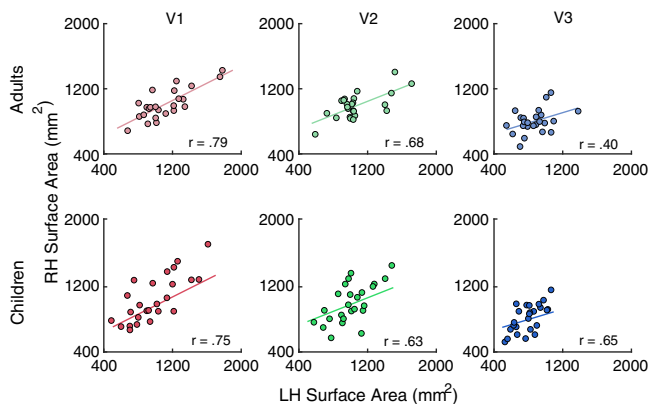 V1 V2 V3
Adults
Children
RH Surface Area (mm²)
2000
1200
400
r = .79
400 1200 2000
2000
1200
400
r = .68
400 1200 2000
2000
1200
400
r = .40
400 1200 2000
2000
1200
400
r = .75
400 1200 2000
2000
1200
400
r = .63
400 1200 2000
2000
1200
400
r = .65
400 1200 2000
LH Surface Area (mm²)